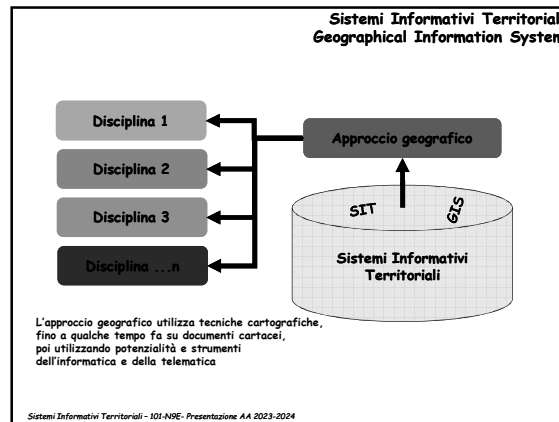 Sistemi Informativi Territorial
Geographical Information System
Disciplina 1
Approccio geografico
Disciplina 2
Disciplina 3
SIT
GIS
Disciplina ...n
Sistemi Informativi
Territoriali
L'approccio geografico utilizza tecniche cartografiche,
fino a qualche tempo fa su documenti cartacei,
poi utilizzando potenzialità e strumenti
dell'informatica e della telematica
Sistemi Informativi Territoriali – 101-N9E- Presentazione AA 2023-2024